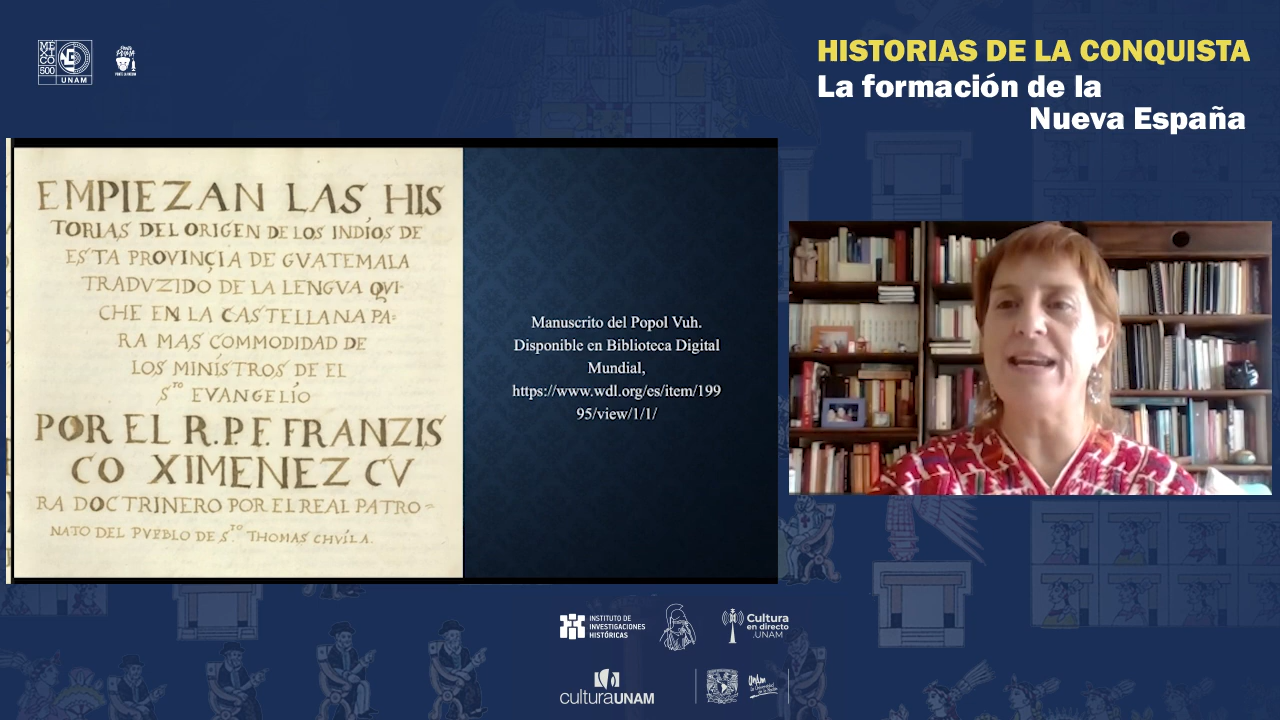 MÉXICO 500
UNAM
HISTORIAS DE LA CONQUISTA
La formación de la
Nueva España
EMPIEZAN LAS HIS
TORIAS DEL ORIGEN DE LOS INDIOS DE
ESTA PROVINÇIA DE GVATEMALA
TRADVZIDO DE LA LENGVA QVI-
CHE EN LA CASTELLANA PA=
RA MAS COMMODIDAD DE
LOS MINISTROS DE EL
STO EVANGELIO
POR EL R.P.F. FRANZIS
CO XIMENEZ CV
RA DOCTRINERO POR EL REAL PATRO=
NATO DEL PVEBLO DE S.TO THOMAS CHVILA.
Manuscrito del Popol Vuh.
Disponible en Biblioteca Digital
Mundial,
https://www.wdl.org/es/item/199
95/view/1/1/
INSTITUTO DE
INVESTIGACIONES
HISTÓRICAS
Cultura
en directo
.UNAM
culturaUNAM